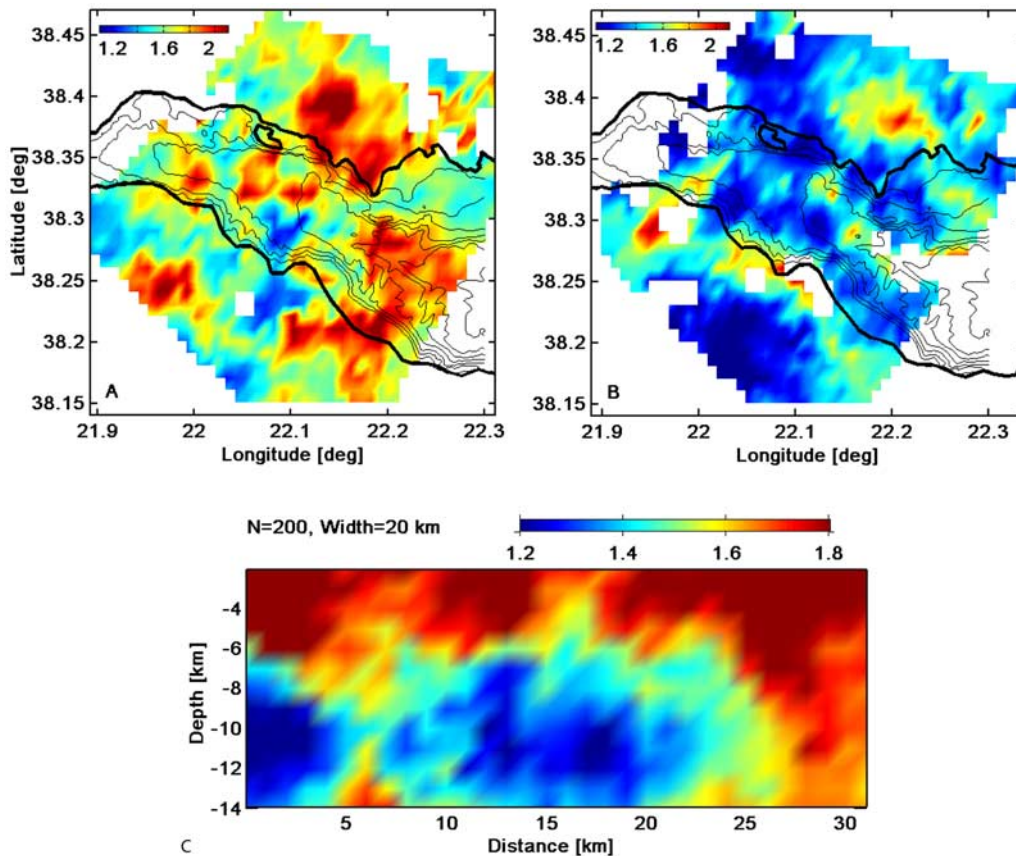 1.2 1.6 2
38.45
38.4
38.35
38.3
38.25
38.2
38.15
Latitude [deg]
A
21.9 22 22.1 22.2 22.3
Longitude [deg]
1.2 1.6 2
38.45
38.4
38.35
38.3
38.25
38.2
38.15
B
21.9 22 22.1 22.2 22.3
Longitude [deg]
N=200, Width=20 km
1.2 1.4 1.6 1.8
-4
-6
-8
-10
-12
-14
Depth [km]
5 10 15 20 25 30
C
Distance [km]